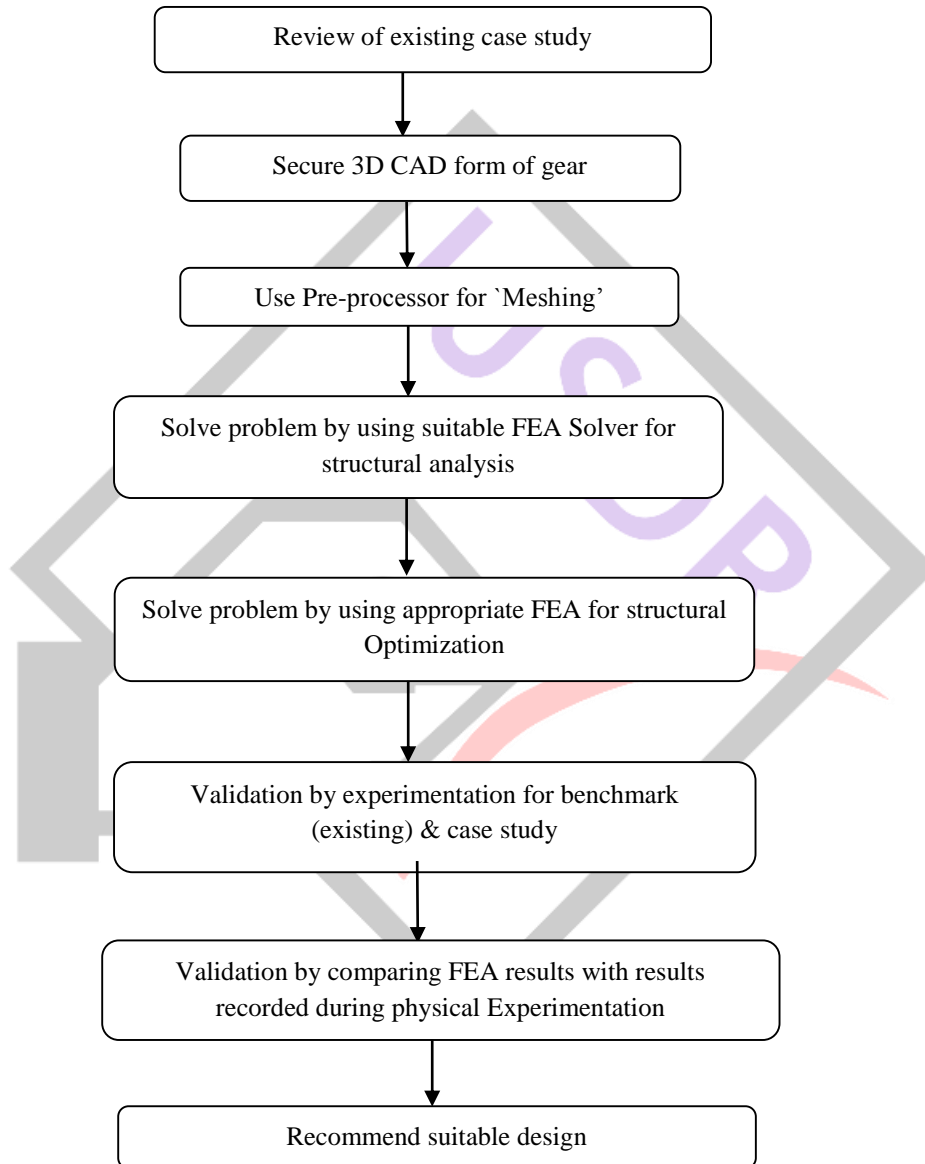 Review of existing case study
Secure 3D CAD form of gear
Use Pre-processor for `Meshing’
Solve problem by using suitable FEA Solver for
structural analysis
Solve problem by using appropriate FEA for structural
Optimization
Validation by experimentation for benchmark
(existing) & case study
Validation by comparing FEA results with results
recorded during physical Experimentation
Recommend suitable design